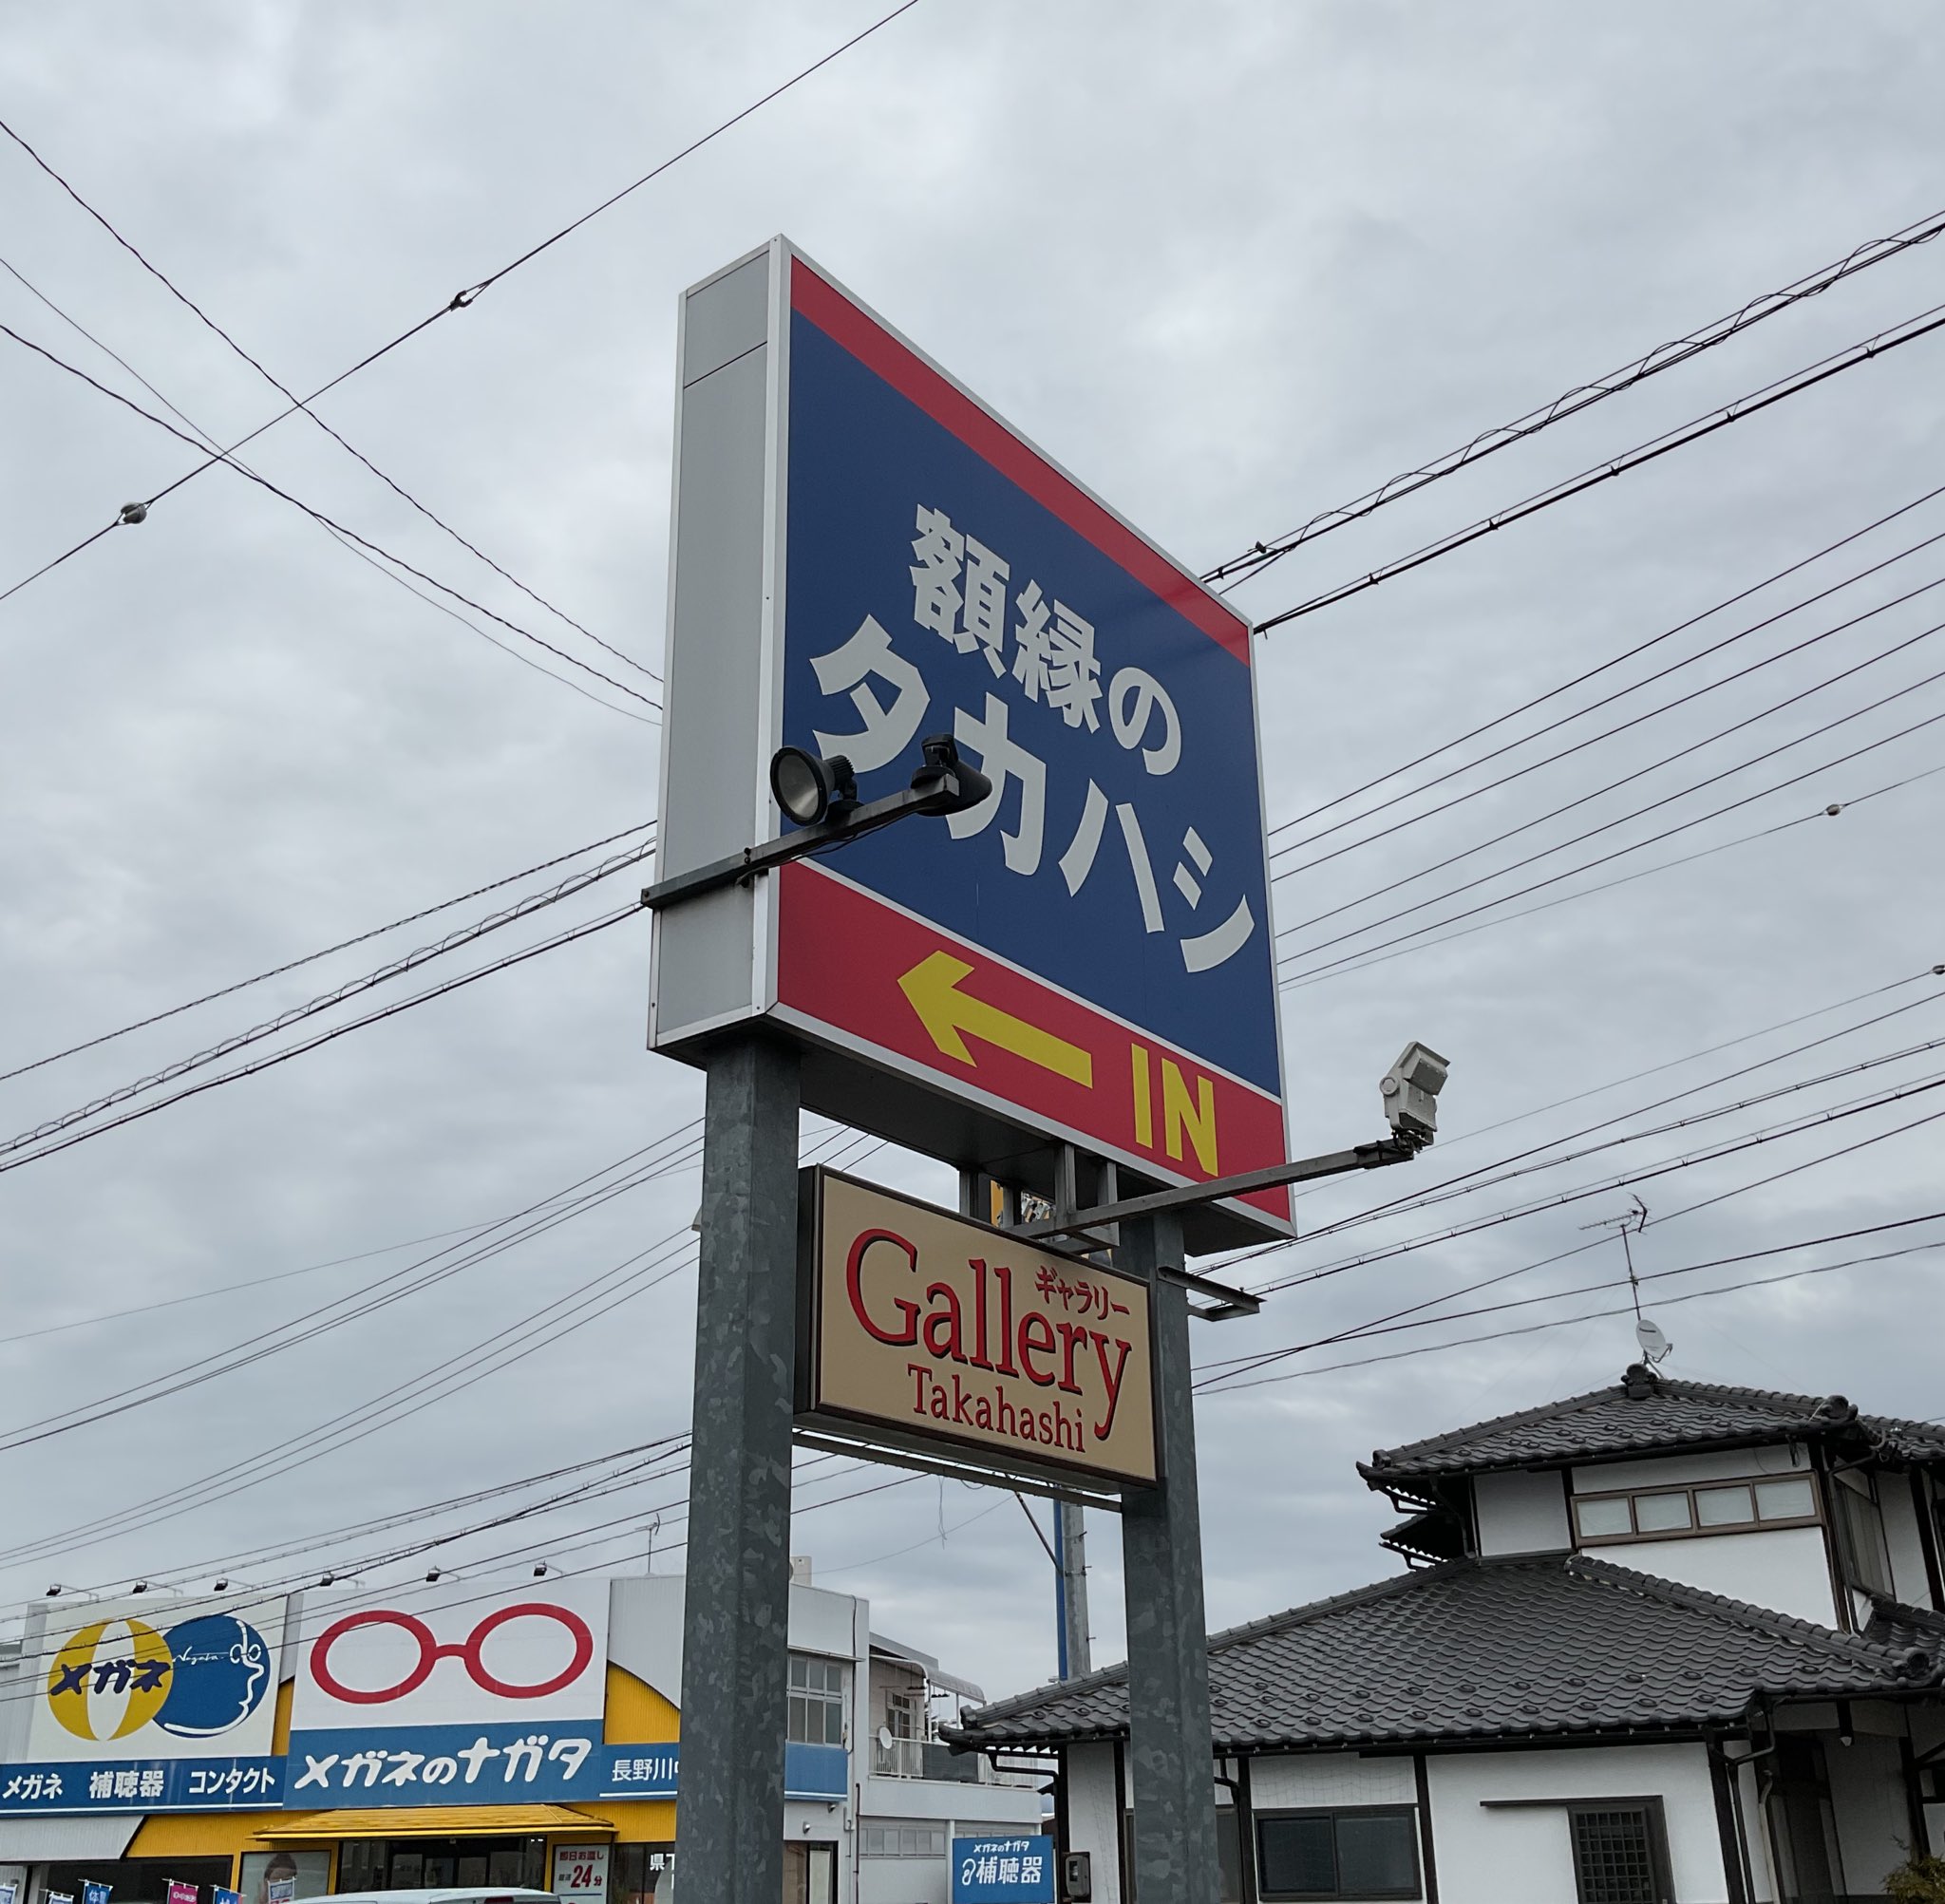 額縁の
タカハシ
← IN
ギャラリー
Gallery
Takahashi
メガネ
Nagata
メガネ 補聴器 コンタクト
メガネのナガタ
長野川
メガネのナガタ
補聴器
24分